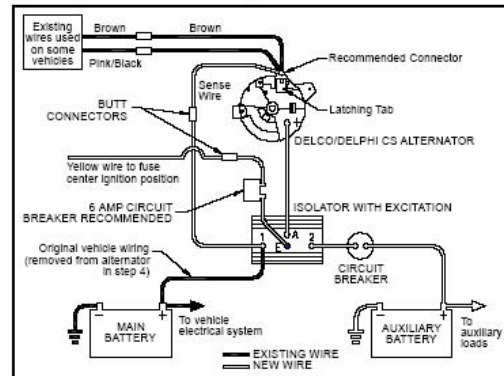 Existing
wires used
on some
vehicles
Brown
Brown
Pink/Black
Recommended Connector
Sense
Wire
Latching Tab
BUTT
CONNECTORS
+
DELCO/DELPHI CS ALTERNATOR
Yellow wire to fuse
center ignition position
6 AMP CIRCUIT
BREAKER RECOMMENDED
ISOLATOR WITH EXCITATION
A
1
E
2
Original vehicle wiring
(removed from alternator
in step 4)
CIRCUIT
BREAKER
− +
MAIN
BATTERY
To vehicle
electrical system
− +
AUXILIARY
BATTERY
To
auxiliary
loads
EXISTING WIRE
NEW WIRE